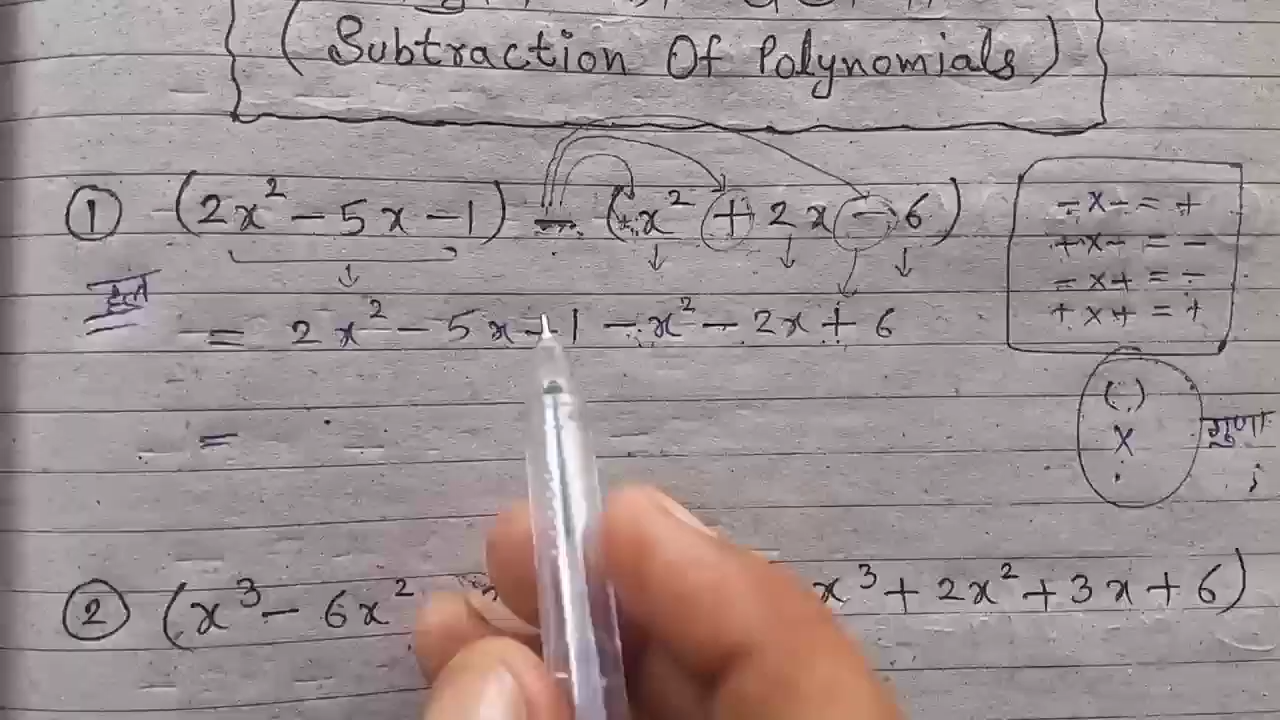 (Subtraction Of Polynomials)
① (2x² - 5x - 1) - (+x² + 2x - 6)
हल
= 2x² - 5x - 1 - x² - 2x + 6
=
② (x³ - 6x²
x³ + 2x² + 3x + 6)
- x - = +
+ x - = -
- x + = -
+ x + = +
( )
X
.
गुणा
;